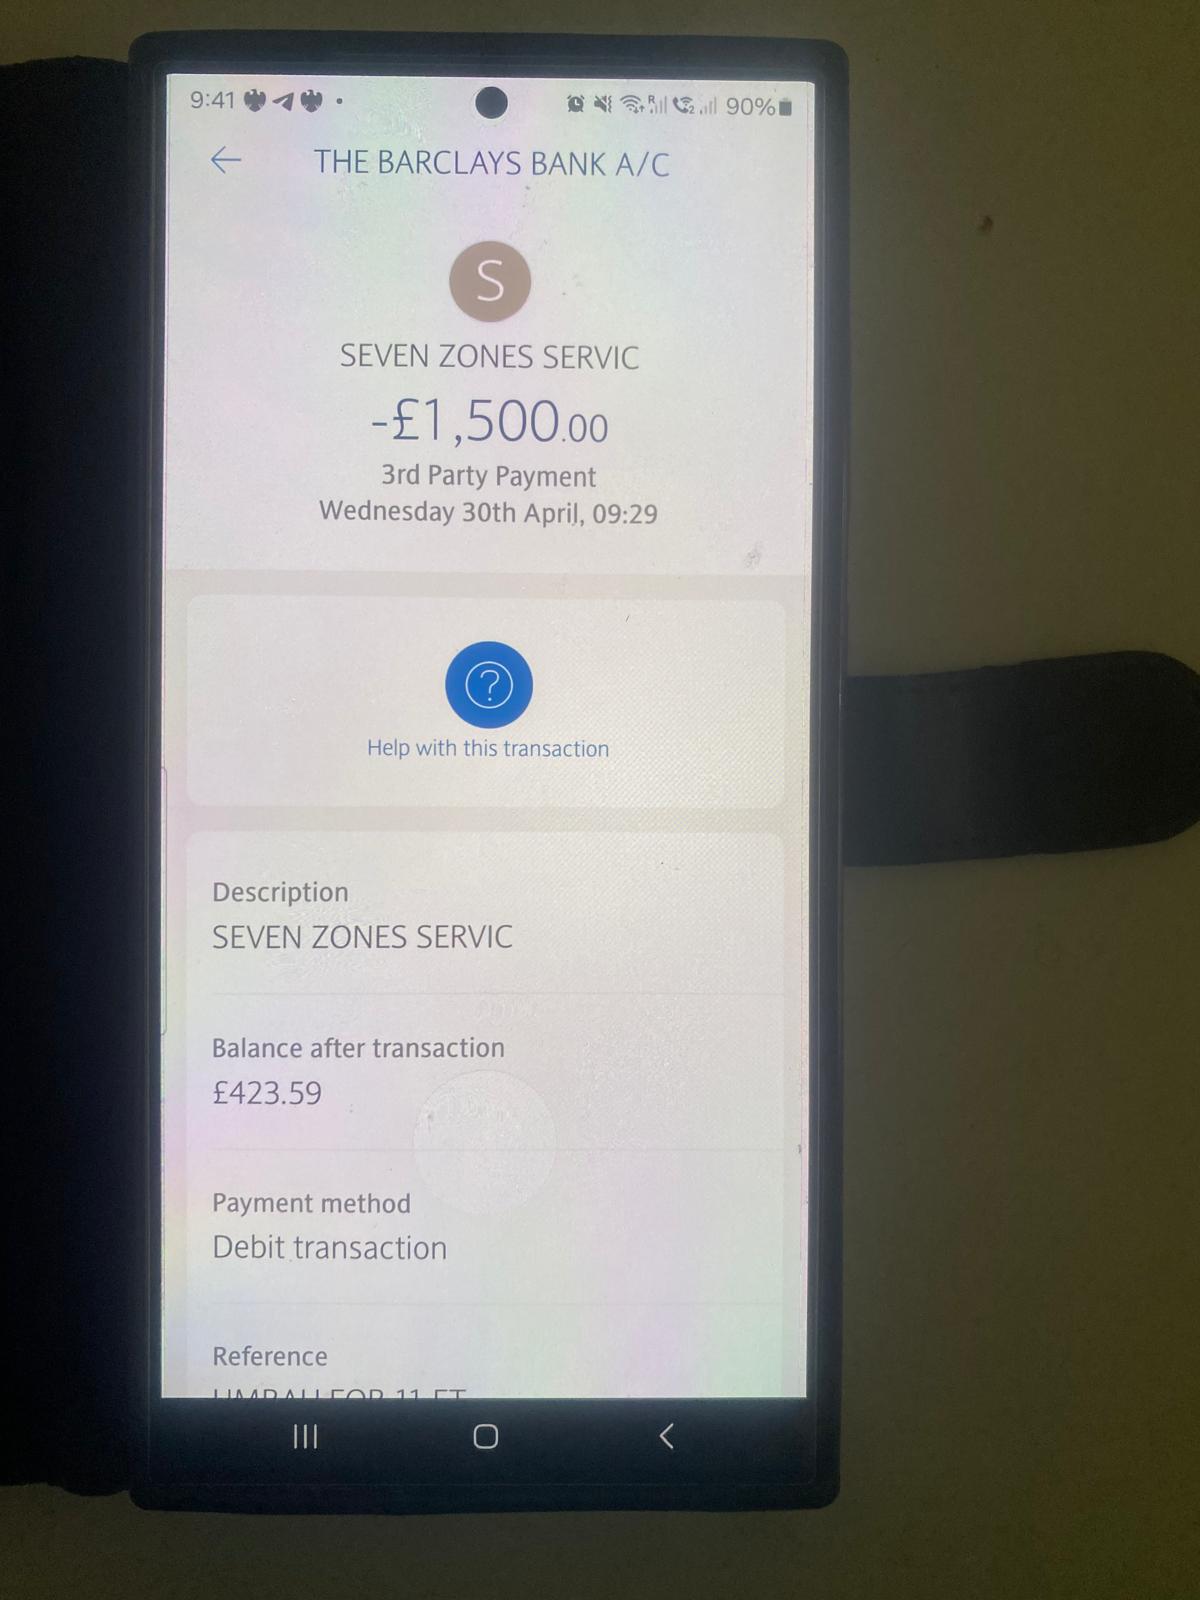 9:41 90%
THE BARCLAYS BANK A/C
S
SEVEN ZONES SERVIC
-£1,500.00
3rd Party Payment
Wednesday 30th April, 09:29
?
Help with this transaction
Description
SEVEN ZONES SERVIC
Balance after transaction
£423.59
Payment method
Debit transaction
Reference
FOR 11